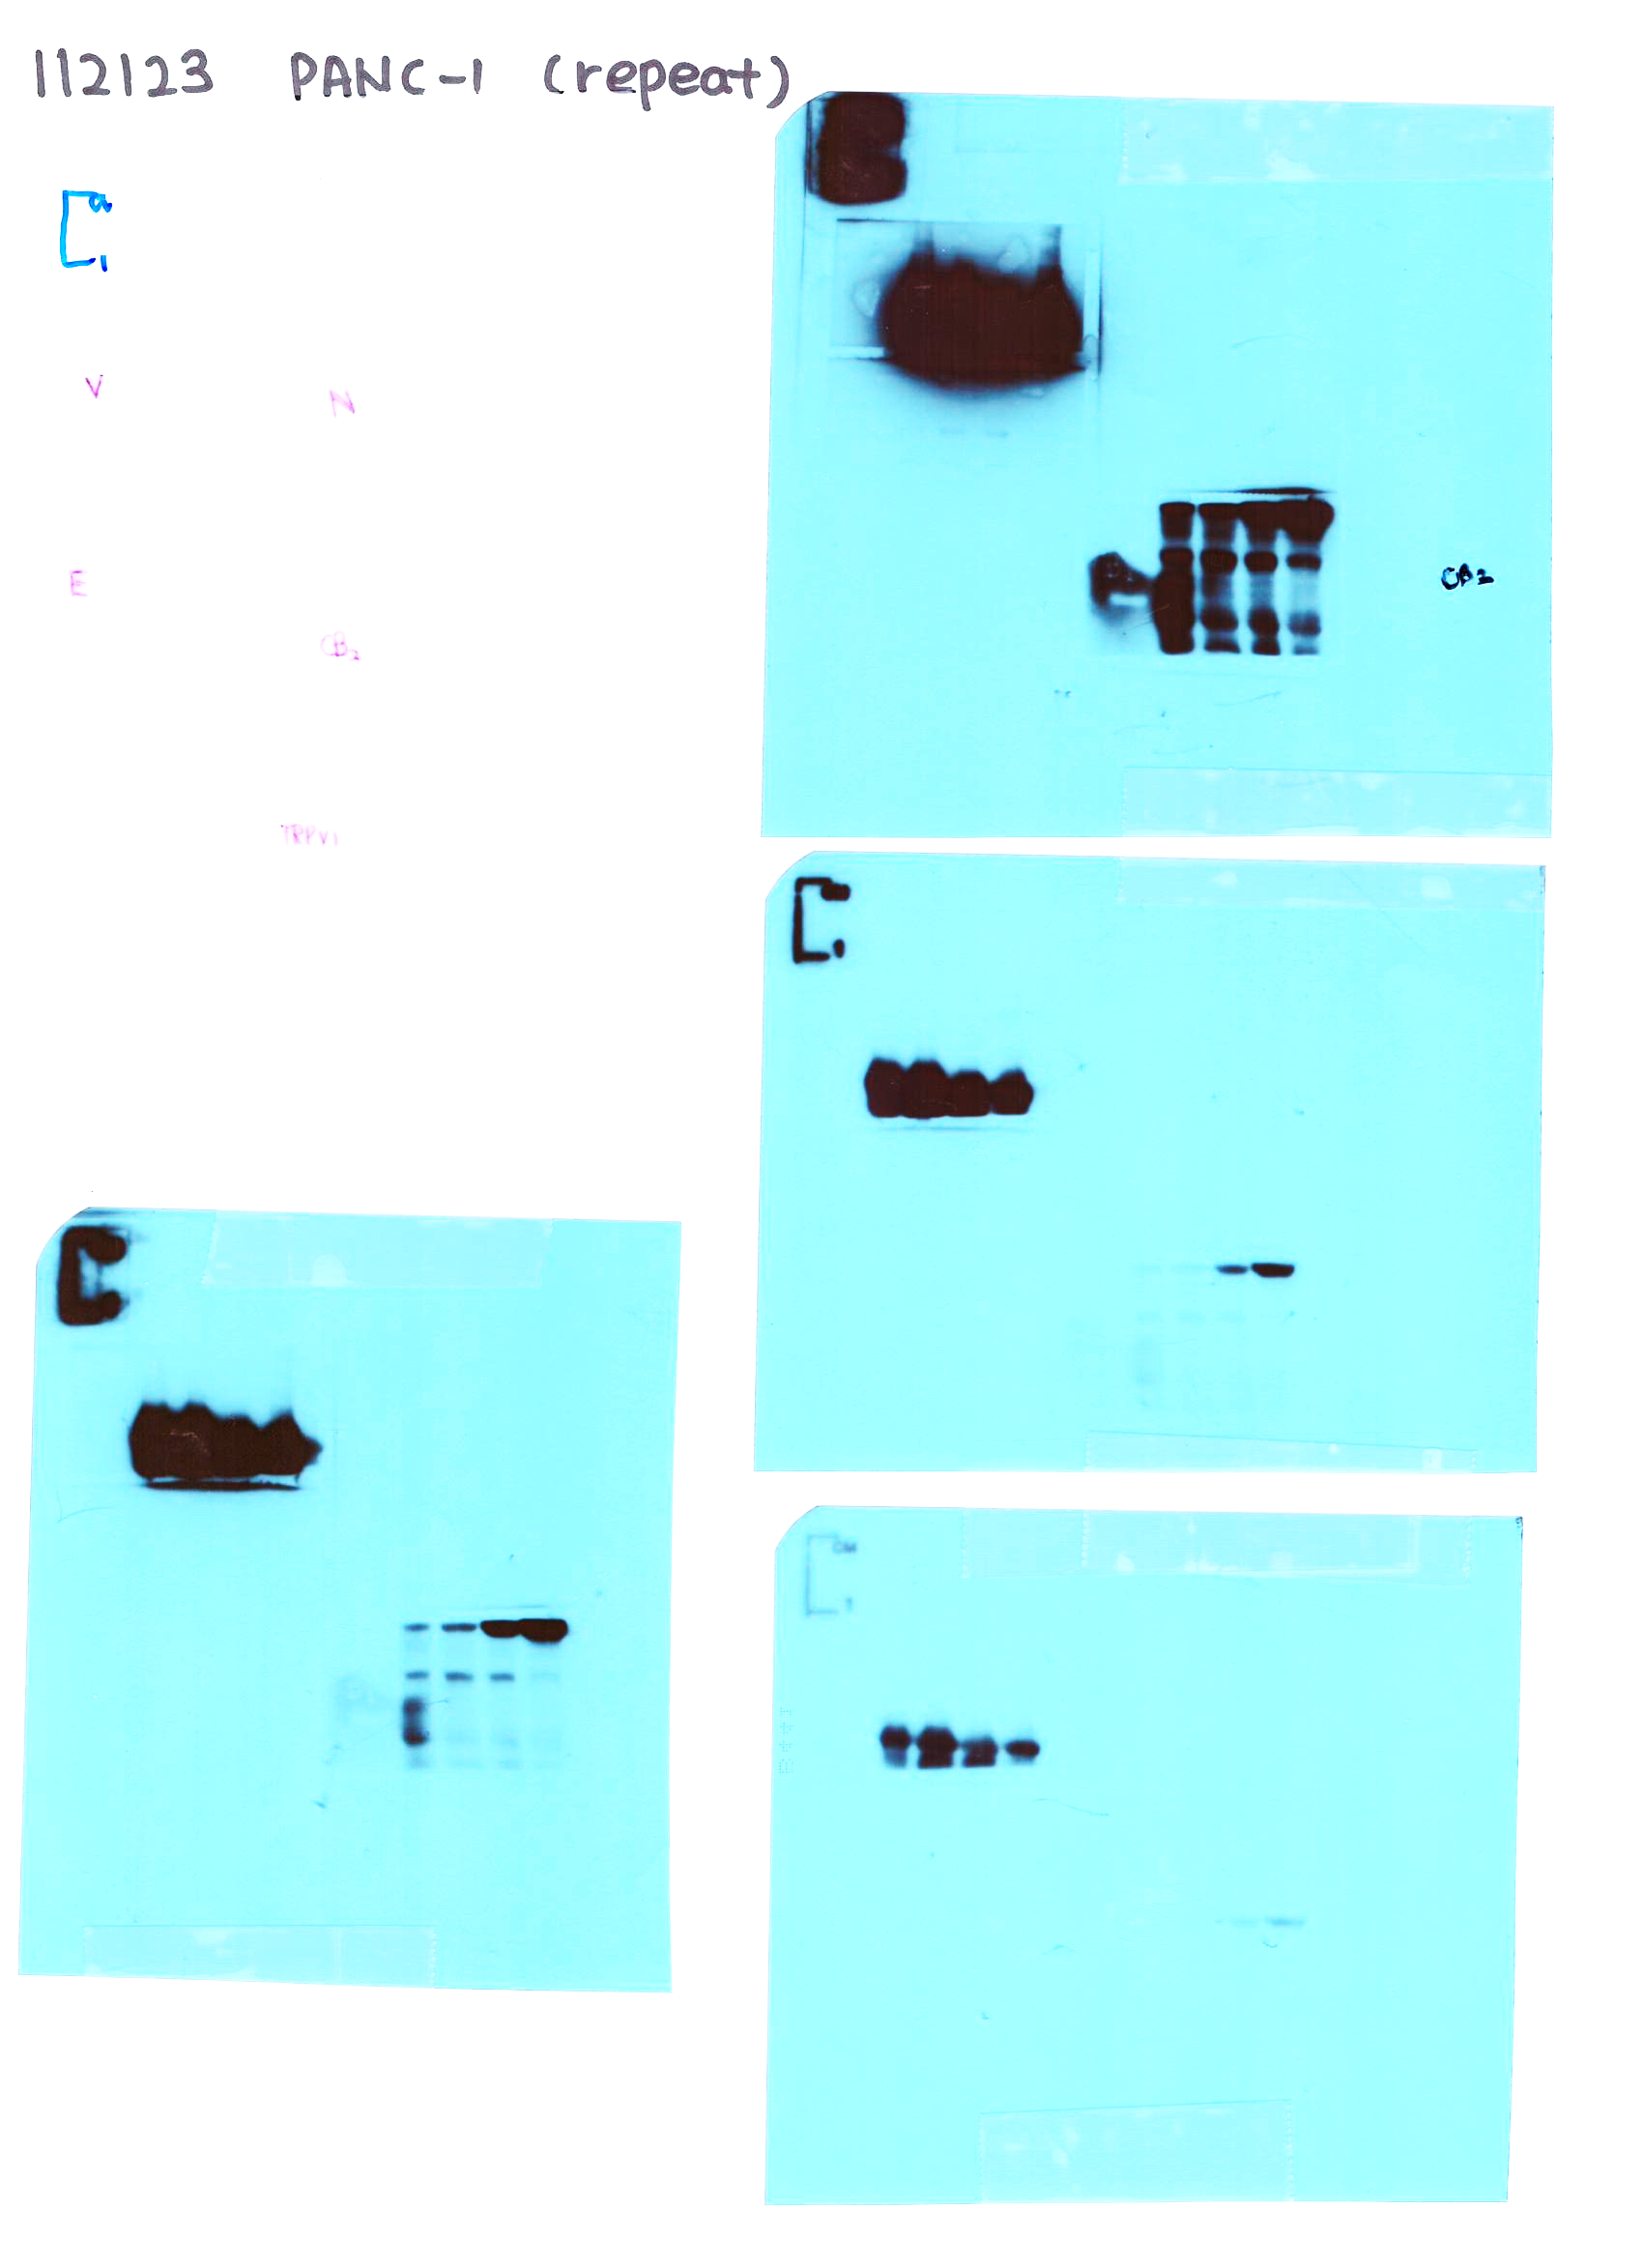 112123 PANC-1 (repeat)
V
N
E
CB2
TRPV1
CB2